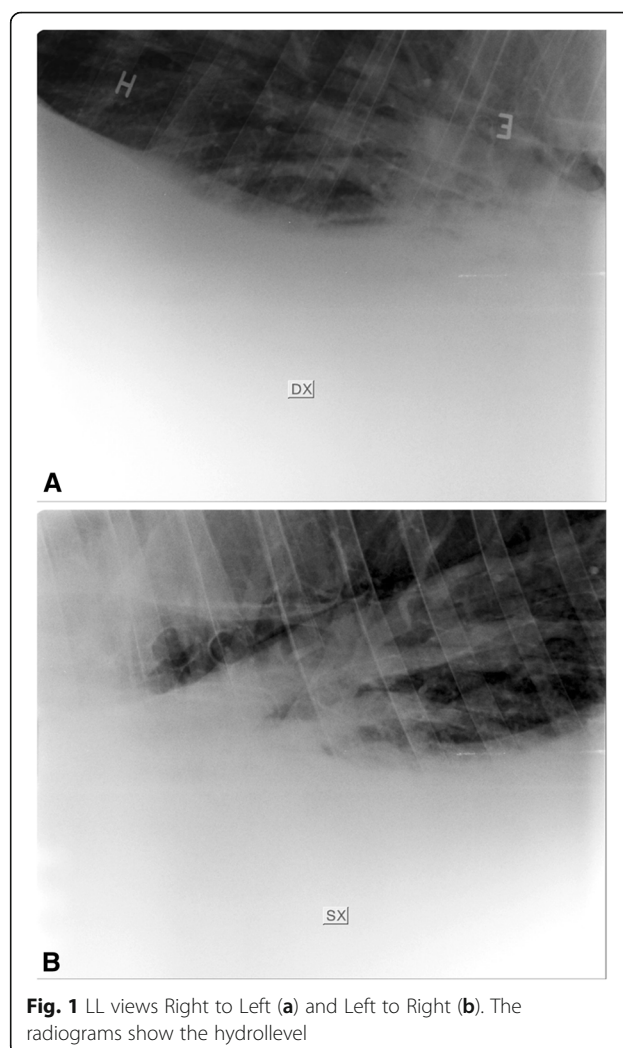 H
E
DX
A
SX
B
Fig. 1 LL views Right to Left (a) and Left to Right (b). The
radiograms show the hydrollevel